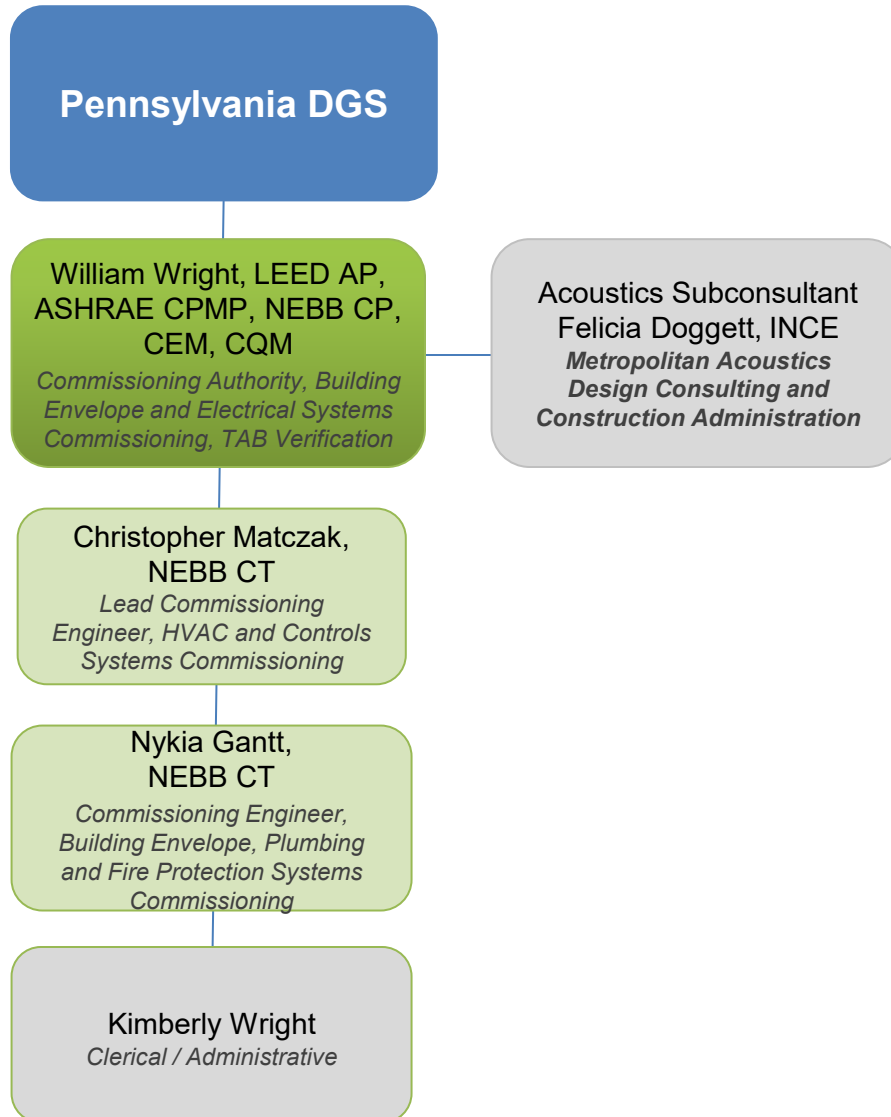 Pennsylvania DGS
William Wright, LEED AP,
ASHRAE CPMP, NEBB CP,
CEM, CQM
Commissioning Authority, Building
Envelope and Electrical Systems
Commissioning, TAB Verification
Acoustics Subconsultant
Felicia Doggett, INCE
Metropolitan Acoustics
Design Consulting and
Construction Administration
Christopher Matczak,
NEBB CT
Lead Commissioning
Engineer, HVAC and Controls
Systems Commissioning
Nykia Gantt,
NEBB CT
Commissioning Engineer,
Building Envelope, Plumbing
and Fire Protection Systems
Commissioning
Kimberly Wright
Clerical / Administrative